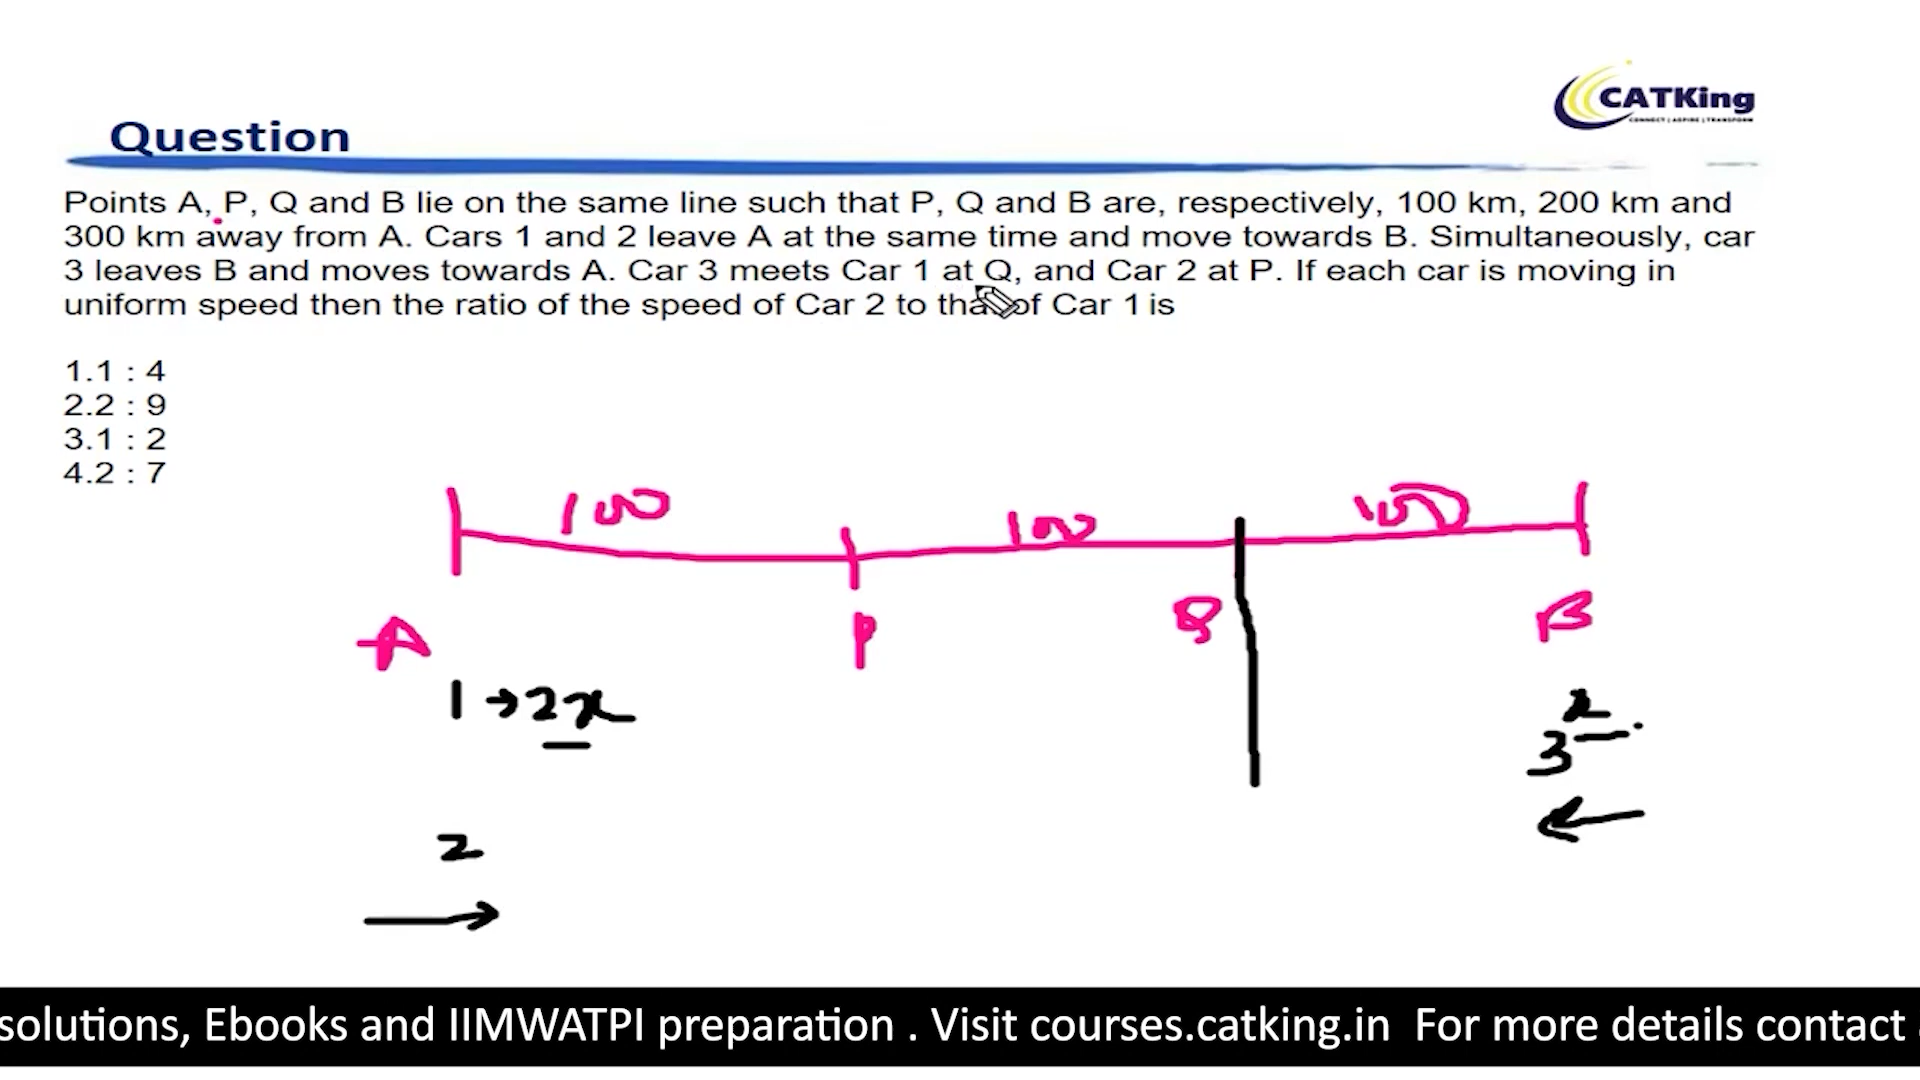 CATKing
CONNECT | ASPIRE | TRANSFORM
Question
Points A, P, Q and B lie on the same line such that P, Q and B are, respectively, 100 km, 200 km and
300 km away from A. Cars 1 and 2 leave A at the same time and move towards B. Simultaneously, car
3 leaves B and moves towards A. Car 3 meets Car 1 at Q, and Car 2 at P. If each car is moving in
uniform speed then the ratio of the speed of Car 2 to that of Car 1 is
1.1 : 4
2.2 : 9
3.1 : 2
4.2 : 7
100 100 100
A P Q B
1 → 2x
x
3
2
solutions, Ebooks and IIMWATPI preparation . Visit courses.catking.in For more details contact